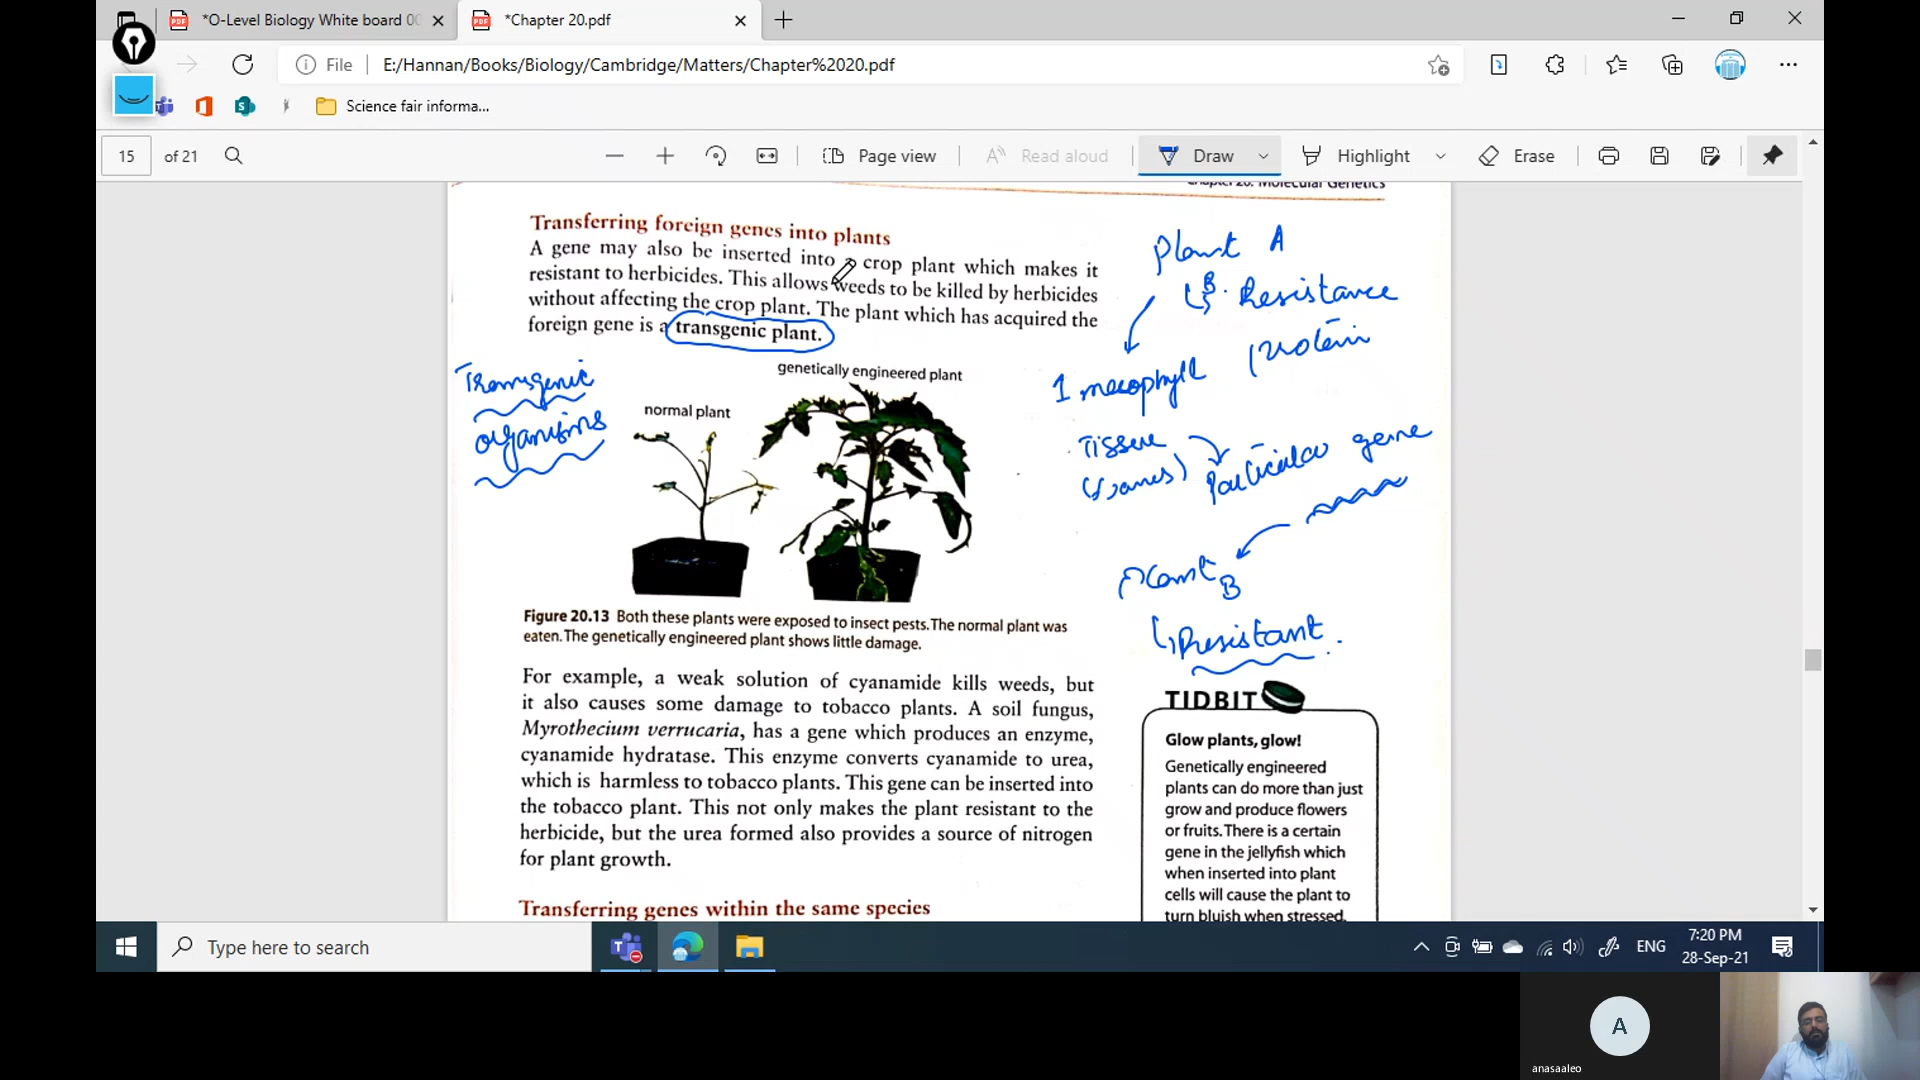 *O-Level Biology White board 00
*Chapter 20.pdf
File
E:/Hannan/Books/Biology/Cambridge/Matters/Chapter%2020.pdf
Science fair informa...
15 of 21
Page view
Read aloud
Draw
Highlight
Erase
Chapter 20: Molecular Genetics
Transferring foreign genes into plants
A gene may also be inserted into a crop plant which makes it
resistant to herbicides. This allows weeds to be killed by herbicides
without affecting the crop plant. The plant which has acquired the
foreign gene is a transgenic plant.
Transgenic
organisms
genetically engineered plant
normal plant
Plant A
B. Resistance
protein
1 mesophyll
Tissue
Particular gene
Plant B
Resistant.
Figure 20.13 Both these plants were exposed to insect pests. The normal plant was
eaten. The genetically engineered plant shows little damage.
For example, a weak solution of cyanamide kills weeds, but
it also causes some damage to tobacco plants. A soil fungus,
Myrothecium verrucaria, has a gene which produces an enzyme,
cyanamide hydratase. This enzyme converts cyanamide to urea,
which is harmless to tobacco plants. This gene can be inserted into
the tobacco plant. This not only makes the plant resistant to the
herbicide, but the urea formed also provides a source of nitrogen
for plant growth.
Transferring genes within the same species
TIDBIT
Glow plants, glow!
Genetically engineered
plants can do more than just
grow and produce flowers
or fruits. There is a certain
gene in the jellyfish which
when inserted into plant
cells will cause the plant to
turn bluish when stressed.
Type here to search
ENG
7:20 PM
28-Sep-21
A
anasaaleo